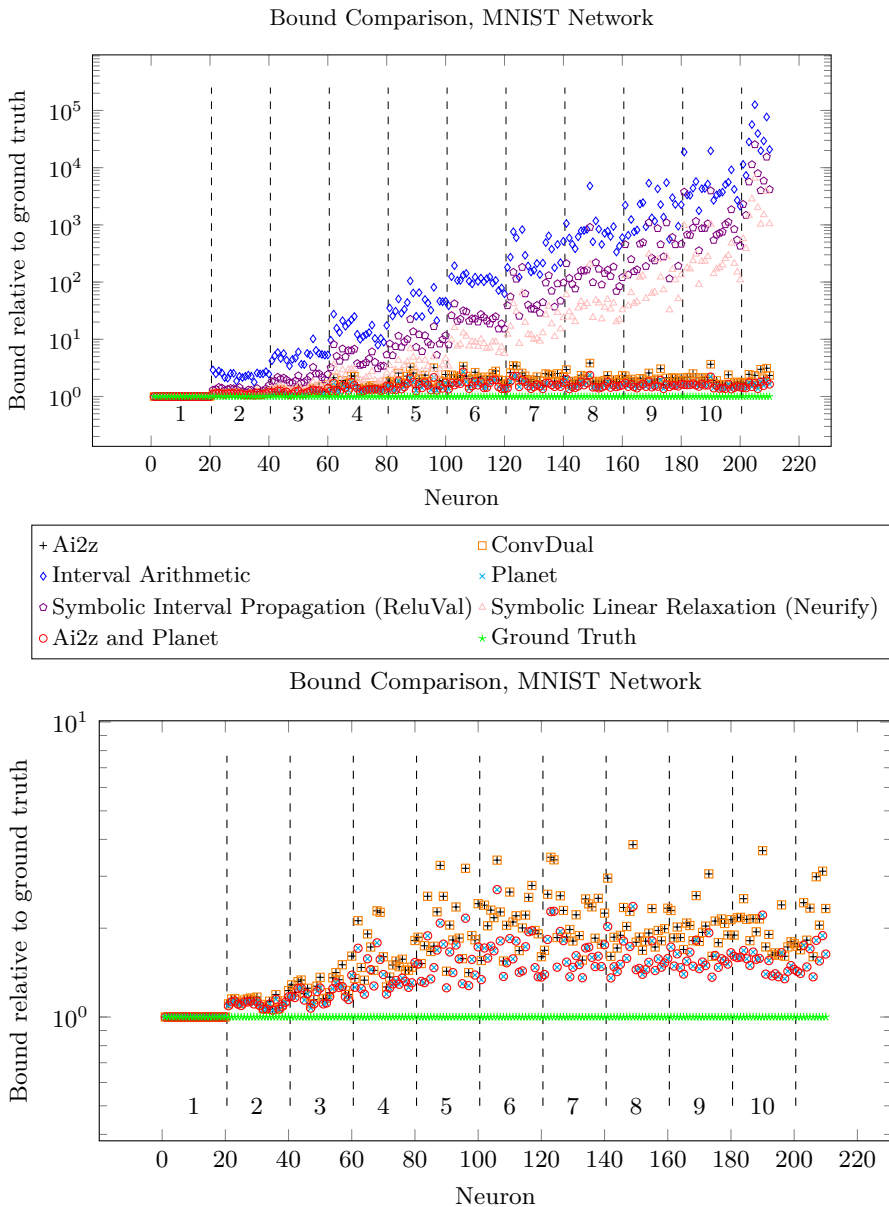 Bound Comparison, MNIST Network
Bound relative to ground truth
10^5
10^4
10^3
10^2
10^1
10^0
1 2 3 4 5 6 7 8 9 10
0 20 40 60 80 100 120 140 160 180 200 220
Neuron
Ai2z
ConvDual
Interval Arithmetic
Planet
Symbolic Interval Propagation (ReluVal)
Symbolic Linear Relaxation (Neurify)
Ai2z and Planet
Ground Truth
Bound Comparison, MNIST Network
Bound relative to ground truth
10^1
10^0
1 2 3 4 5 6 7 8 9 10
0 20 40 60 80 100 120 140 160 180 200 220
Neuron